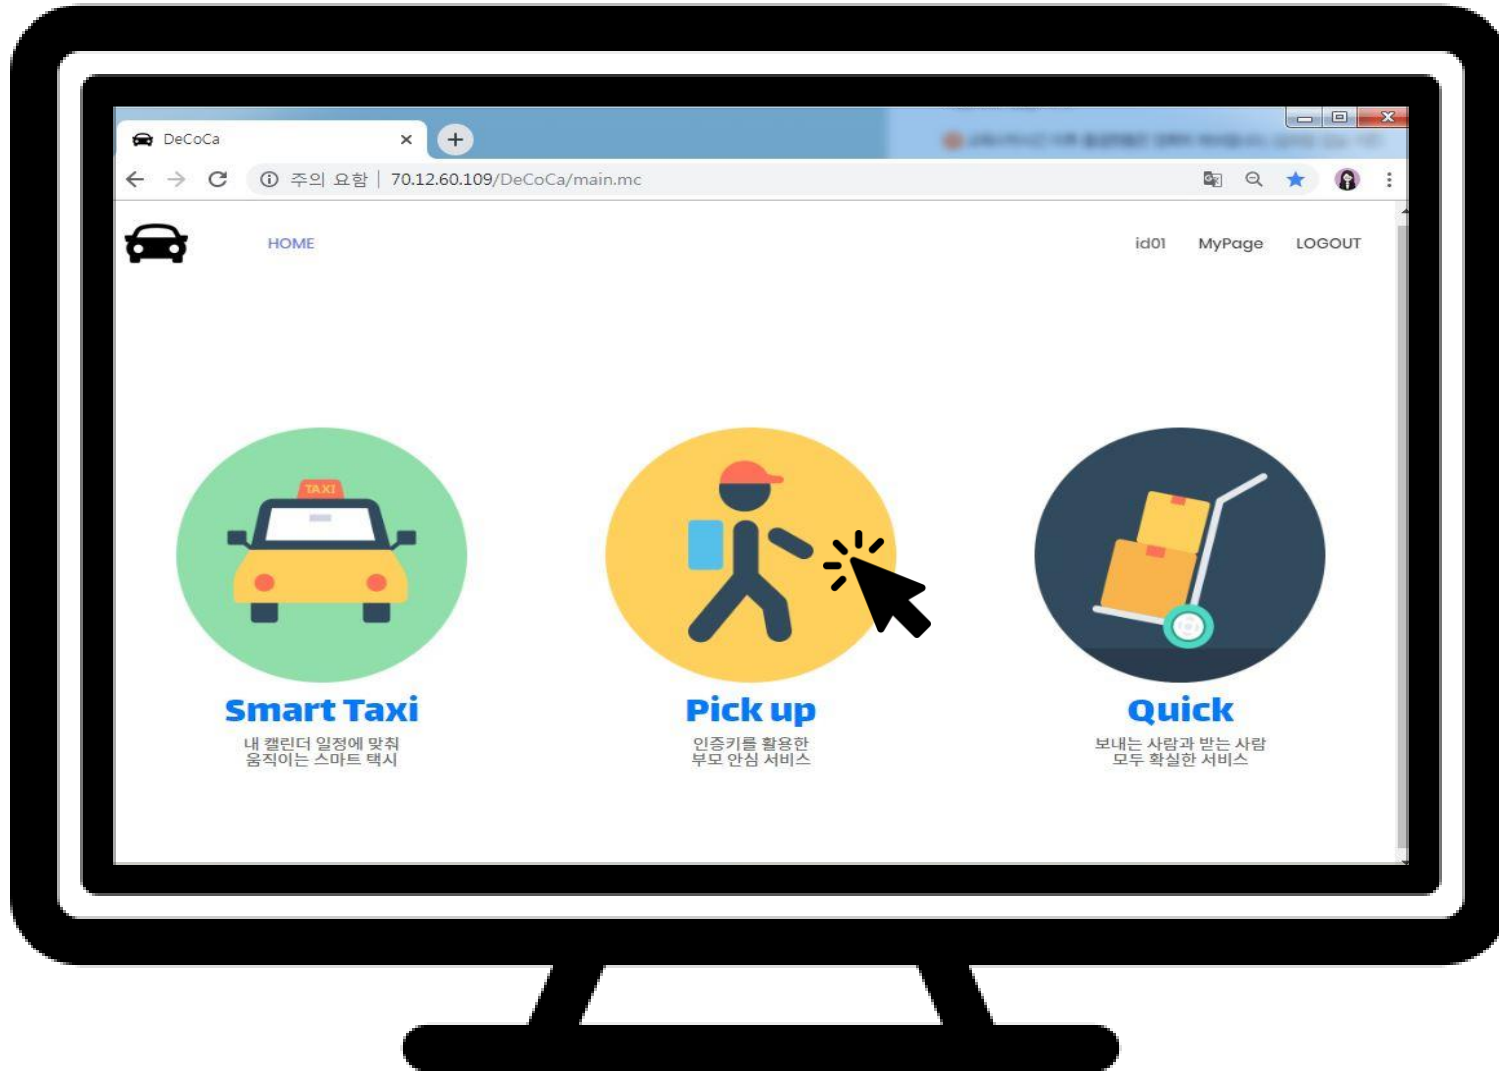 DeCoCa
주의 요함 | 70.12.60.109/DeCoCa/main.mc
HOME
id01 MyPage LOGOUT
TAXI
Smart Taxi
내 캘린더 일정에 맞춰
움직이는 스마트 택시
Pick up
인증키를 활용한
부모 안심 서비스
Quick
보내는 사람과 받는 사람
모두 확실한 서비스